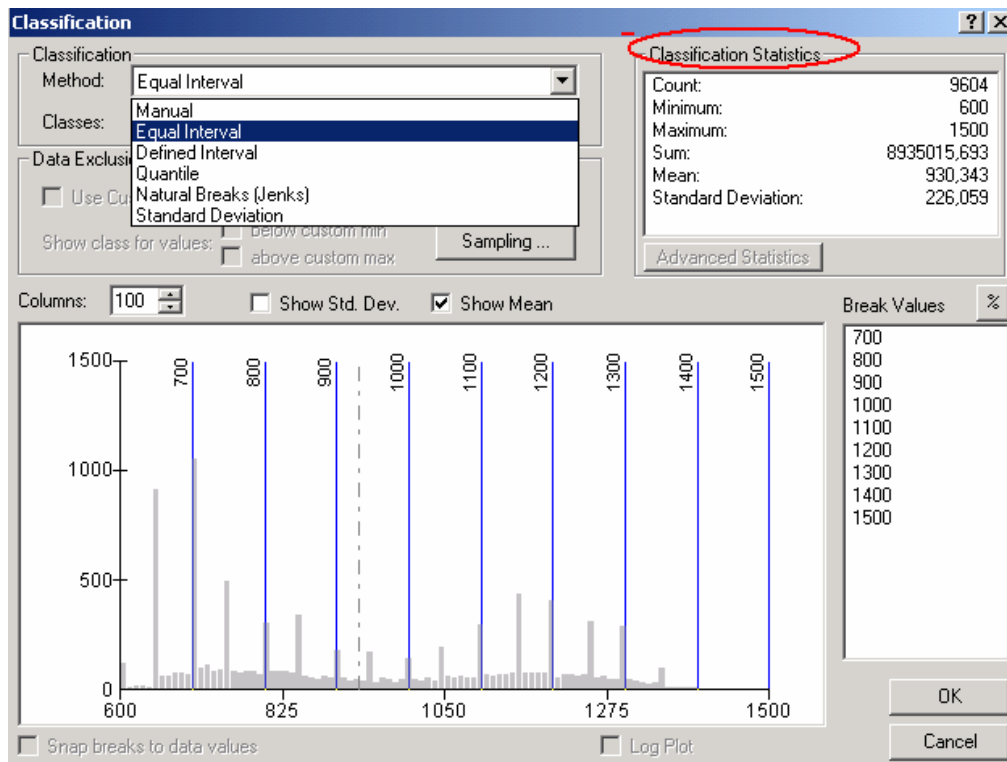 Classification
Classification
Method: Equal Interval
Manual
Equal Interval
Defined Interval
Quantile
Natural Breaks (Jenks)
Standard Deviation
Classes:
Data Exclusi
Use Cu
Show class for values: below custom min
above custom max
Sampling ...
Classification Statistics
Count: 9604
Minimum: 600
Maximum: 1500
Sum: 8935015,693
Mean: 930,343
Standard Deviation: 226,059
Advanced Statistics
Columns: 100
Show Std. Dev.
Show Mean
Break Values %
700
800
900
1000
1100
1200
1300
1400
1500
1500
1000
500
0
700 800 900 1000 1100 1200 1300 1400 1500
600 825 1050 1275 1500
Snap breaks to data values
Log Plot
OK
Cancel